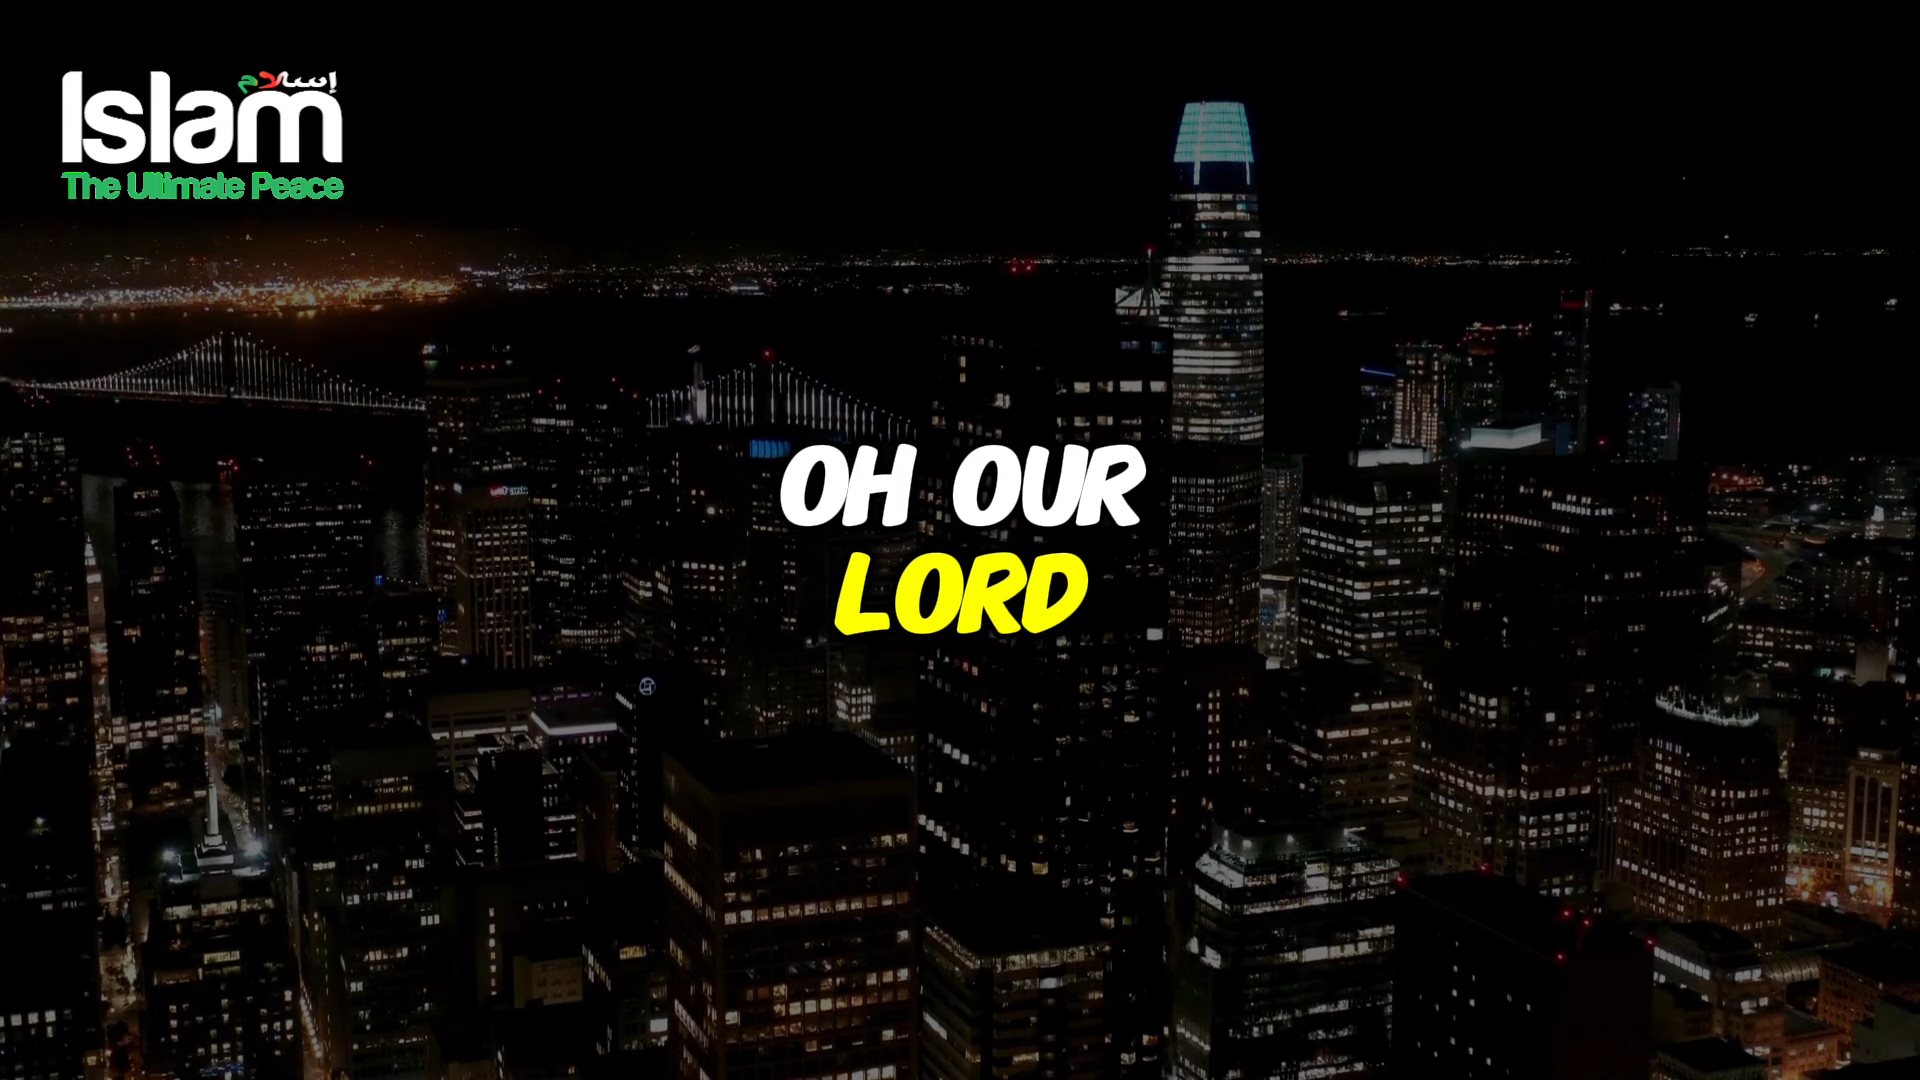 إسلام
Islam
The Ultimate Peace
OH OUR
LORD